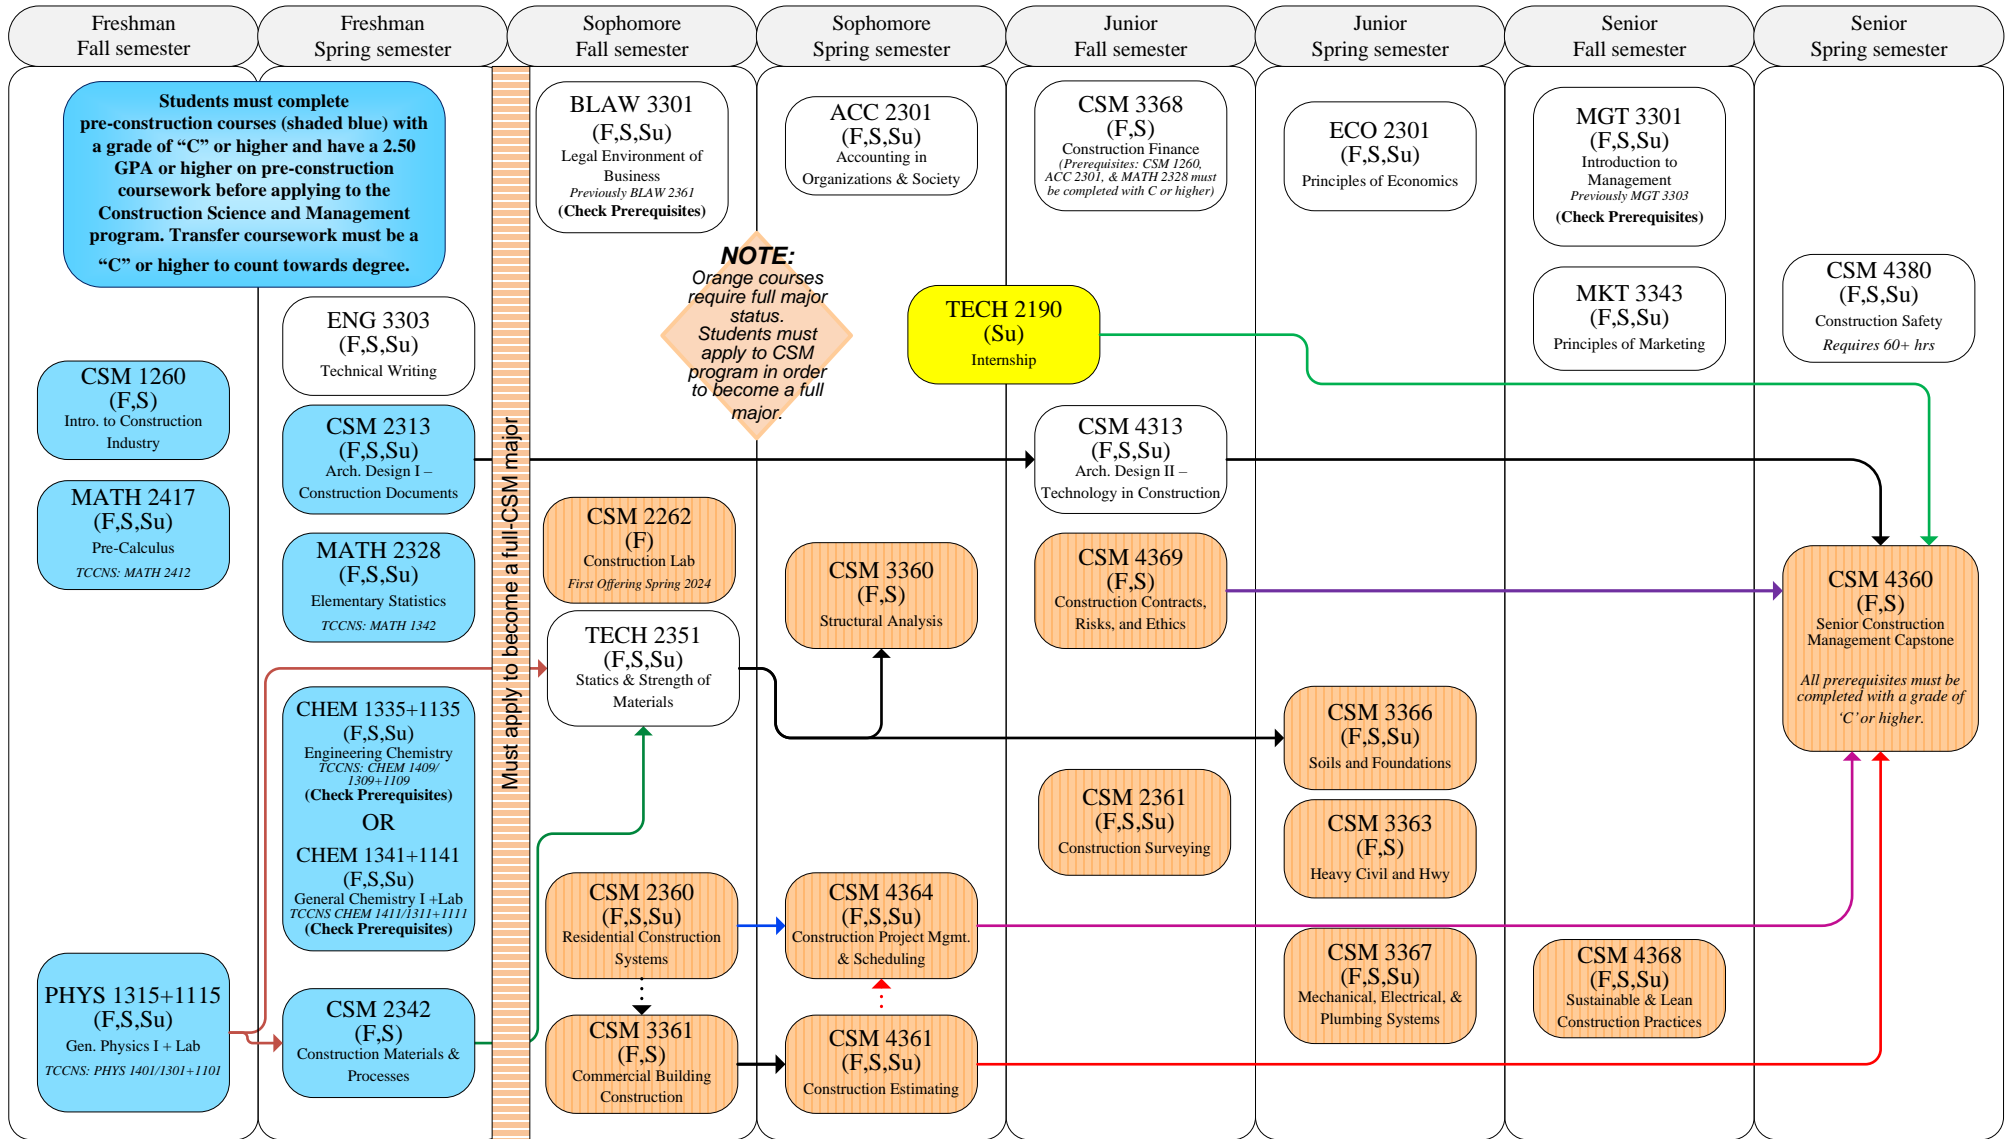 Freshman
Fall semester
Freshman
Spring semester
Sophomore
Fall semester
Sophomore
Spring semester
Junior
Fall semester
Junior
Spring semester
Senior
Fall semester
Senior
Spring semester
Students must complete
pre-construction courses (shaded blue) with
a grade of “C” or higher and have a 2.50
GPA or higher on pre-construction
coursework before applying to the
Construction Science and Management
program. Transfer coursework must be a
“C” or higher to count towards degree.
CSM 1260
(F,S)
Intro. to Construction
Industry
MATH 2417
(F,S,Su)
Pre-Calculus
TCCNS: MATH 2412
PHYS 1315+1115
(F,S,Su)
Gen. Physics I + Lab
TCCNS: PHYS 1401/1301+1101
ENG 3303
(F,S,Su)
Technical Writing
CSM 2313
(F,S,Su)
Arch. Design I –
Construction Documents
MATH 2328
(F,S,Su)
Elementary Statistics
TCCNS: MATH 1342
CHEM 1335+1135
(F,S,Su)
Engineering Chemistry
TCCNS: CHEM 1409/
1309+1109
(Check Prerequisites)
OR
CHEM 1341+1141
(F,S,Su)
General Chemistry I +Lab
TCCNS CHEM 1411/1311+1111
(Check Prerequisites)
CSM 2342
(F,S)
Construction Materials &
Processes
Must apply to become a full-CSM major
BLAW 3301
(F,S,Su)
Legal Environment of
Business
Previously BLAW 2361
(Check Prerequisites)
NOTE:
Orange courses
require full major
status.
Students must
apply to CSM
program in order
to become a full
major.
CSM 2262
(F)
Construction Lab
First Offering Spring 2024
TECH 2351
(F,S,Su)
Statics & Strength of
Materials
CSM 2360
(F,S,Su)
Residential Construction
Systems
CSM 3361
(F,S)
Commercial Building
Construction
ACC 2301
(F,S,Su)
Accounting in
Organizations & Society
TECH 2190
(Su)
Internship
CSM 3360
(F,S)
Structural Analysis
CSM 4364
(F,S,Su)
Construction Project Mgmt.
& Scheduling
CSM 4361
(F,S,Su)
Construction Estimating
CSM 3368
(F,S)
Construction Finance
(Prerequisites: CSM 1260,
ACC 2301, & MATH 2328 must
be completed with C or higher)
CSM 4313
(F,S,Su)
Arch. Design II –
Technology in Construction
CSM 4369
(F,S)
Construction Contracts,
Risks, and Ethics
CSM 2361
(F,S,Su)
Construction Surveying
ECO 2301
(F,S,Su)
Principles of Economics
CSM 3366
(F,S,Su)
Soils and Foundations
CSM 3363
(F,S)
Heavy Civil and Hwy
CSM 3367
(F,S,Su)
Mechanical, Electrical, &
Plumbing Systems
MGT 3301
(F,S,Su)
Introduction to
Management
Previously MGT 3303
(Check Prerequisites)
MKT 3343
(F,S,Su)
Principles of Marketing
CSM 4368
(F,S,Su)
Sustainable & Lean
Construction Practices
CSM 4380
(F,S,Su)
Construction Safety
Requires 60+ hrs
CSM 4360
(F,S)
Senior Construction
Management Capstone
All prerequisites must be
completed with a grade of
‘C’ or higher.